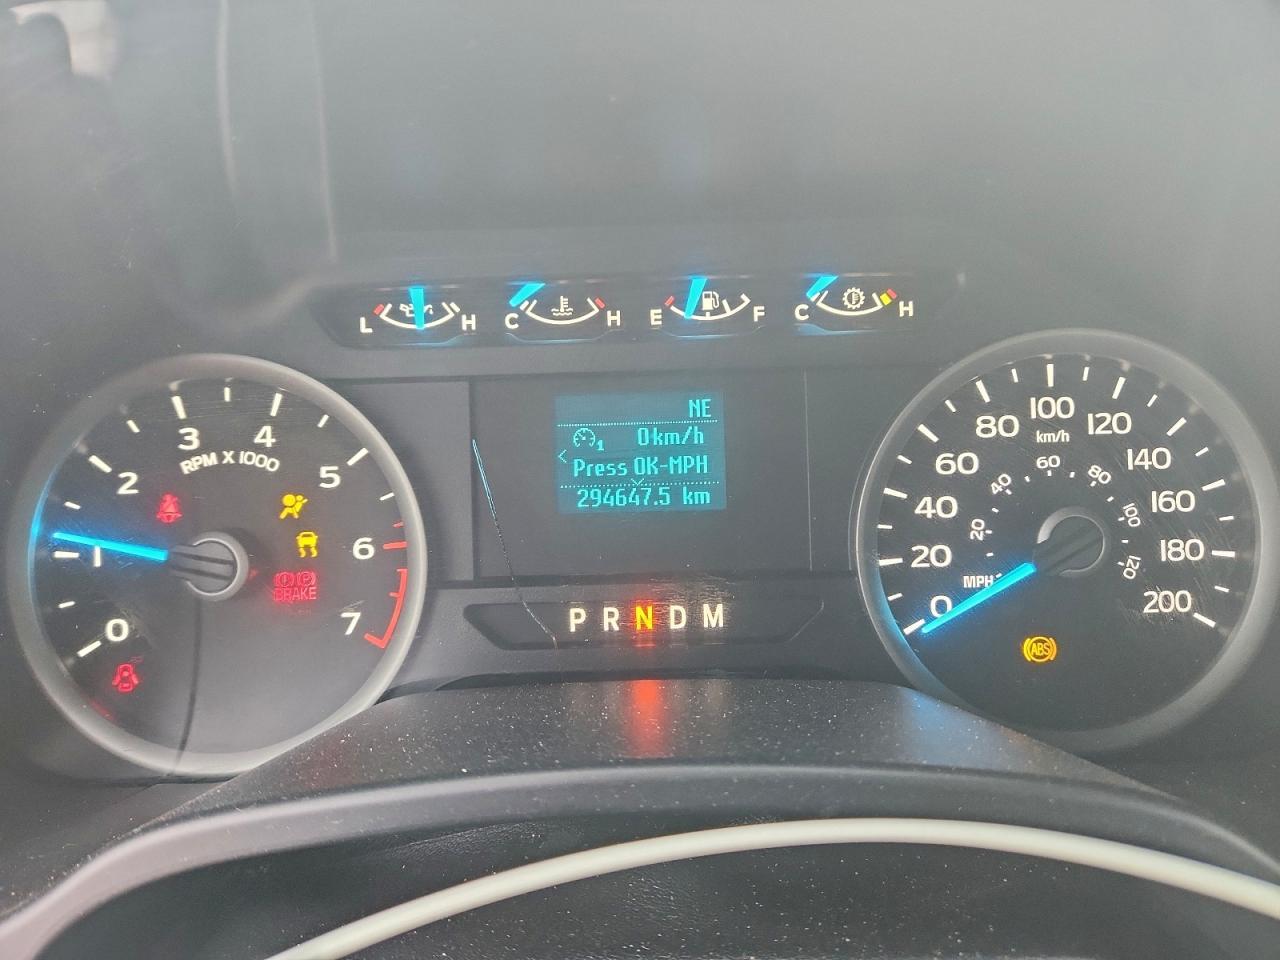 L H C H E F C H
NE
1 0km/h
Press OK-MPH
294647.5 km
0 1 2 3 4 5 6 7
RPM X 1000
BRAKE
P R N D M
0 20 40 60 80 100 120 140 160 180 200
km/h
20 40 60 80 100 120
MPH
ABS